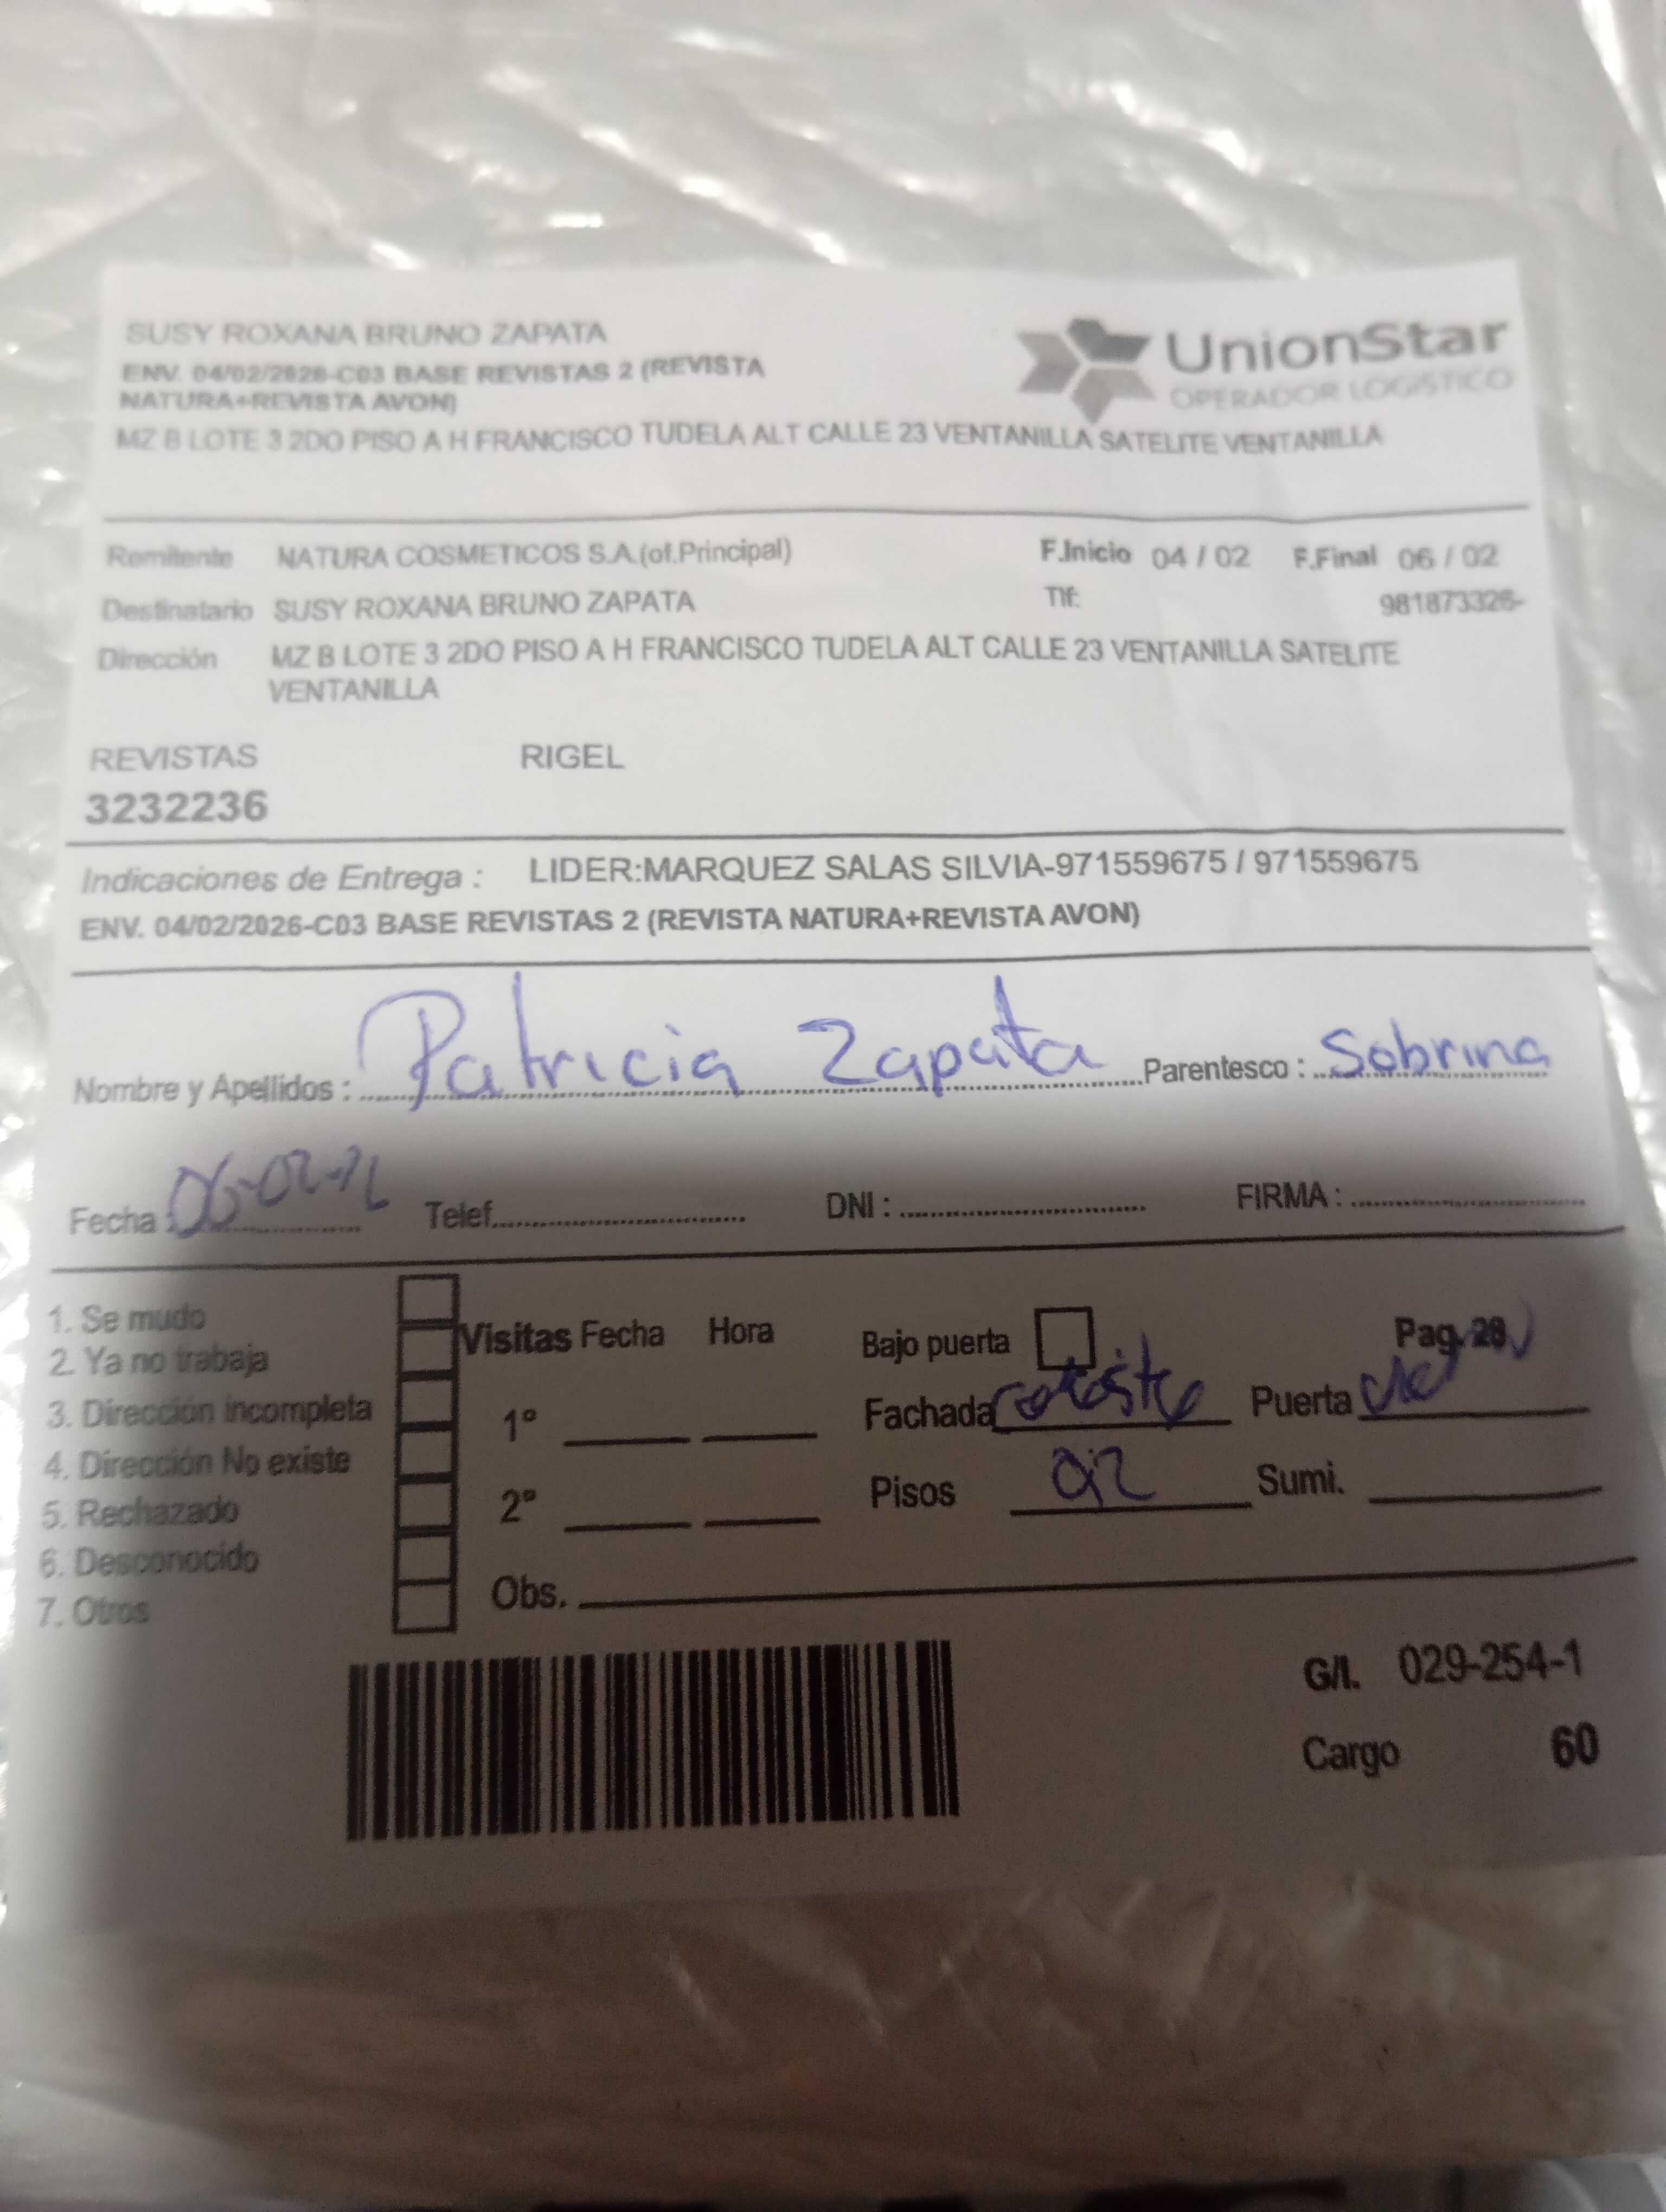 SUSY ROXANA BRUNO ZAPATA
ENV. 04/02/2026-C03 BASE REVISTAS 2 (REVISTA
NATURA+REVISTA AVON)
MZ B LOTE 3 2DO PISO A H FRANCISCO TUDELA ALT CALLE 23 VENTANILLA SATELITE VENTANILLA
UnionStar
OPERADOR LOGISTICO
Remitente NATURA COSMETICOS S.A.(of.Principal) F.Inicio 04 / 02 F.Final 06 / 02
Destinatario SUSY ROXANA BRUNO ZAPATA Tlf: 981873326-
Dirección MZ B LOTE 3 2DO PISO A H FRANCISCO TUDELA ALT CALLE 23 VENTANILLA SATELITE
VENTANILLA
REVISTAS RIGEL
3232236
Indicaciones de Entrega : LIDER:MARQUEZ SALAS SILVIA-971559675 / 971559675
ENV. 04/02/2026-C03 BASE REVISTAS 2 (REVISTA NATURA+REVISTA AVON)
Nombre y Apellidos : Patricia Zapata Parentesco : Sobrina
Fecha : Telef. DNI : FIRMA :
1. Se mudo
2. Ya no trabaja
3. Dirección incompleta
4. Dirección No existe
5. Rechazado
6. Desconocido
7. Otros
Visitas Fecha Hora
1º
2º
Obs.
Bajo puerta Pag. 28
Fachada Puerta
Pisos Sumi.
G/I. 029-254-1
Cargo 60